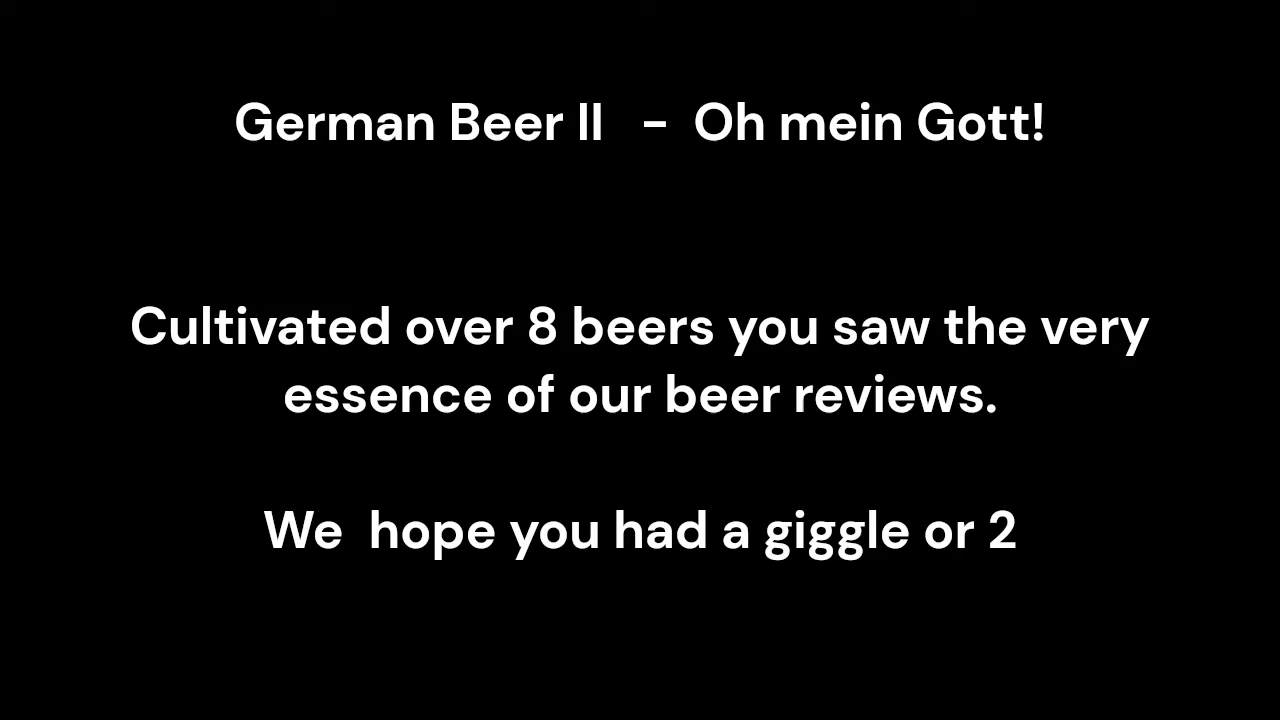 German Beer II - Oh mein Gott!
Cultivated over 8 beers you saw the very
essence of our beer reviews.
We hope you had a giggle or 2